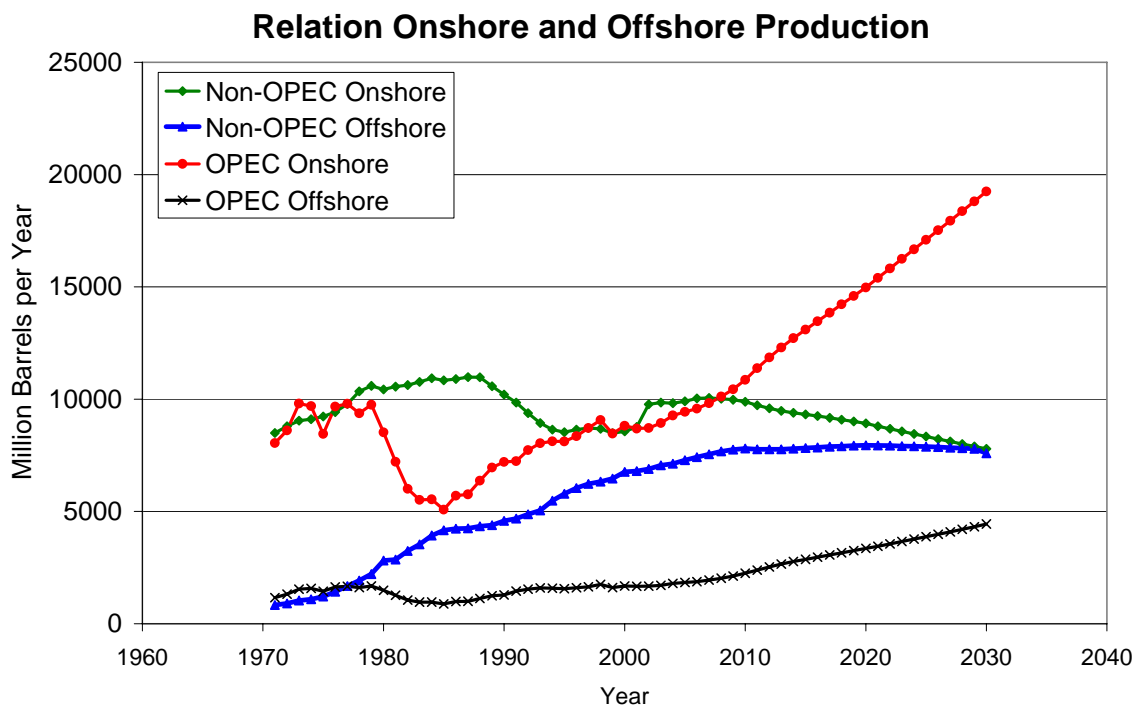 Relation Onshore and Offshore Production
25000
20000
15000
10000
5000
0
Million Barrels per Year
Non-OPEC Onshore
Non-OPEC Offshore
OPEC Onshore
OPEC Offshore
1960 1970 1980 1990 2000 2010 2020 2030 2040
Year